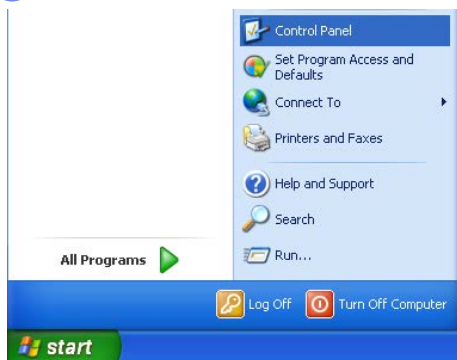 Control Panel
Set Program Access and
Defaults
Connect To
Printers and Faxes
Help and Support
Search
All Programs
Run...
Log Off
Turn Off Computer
start